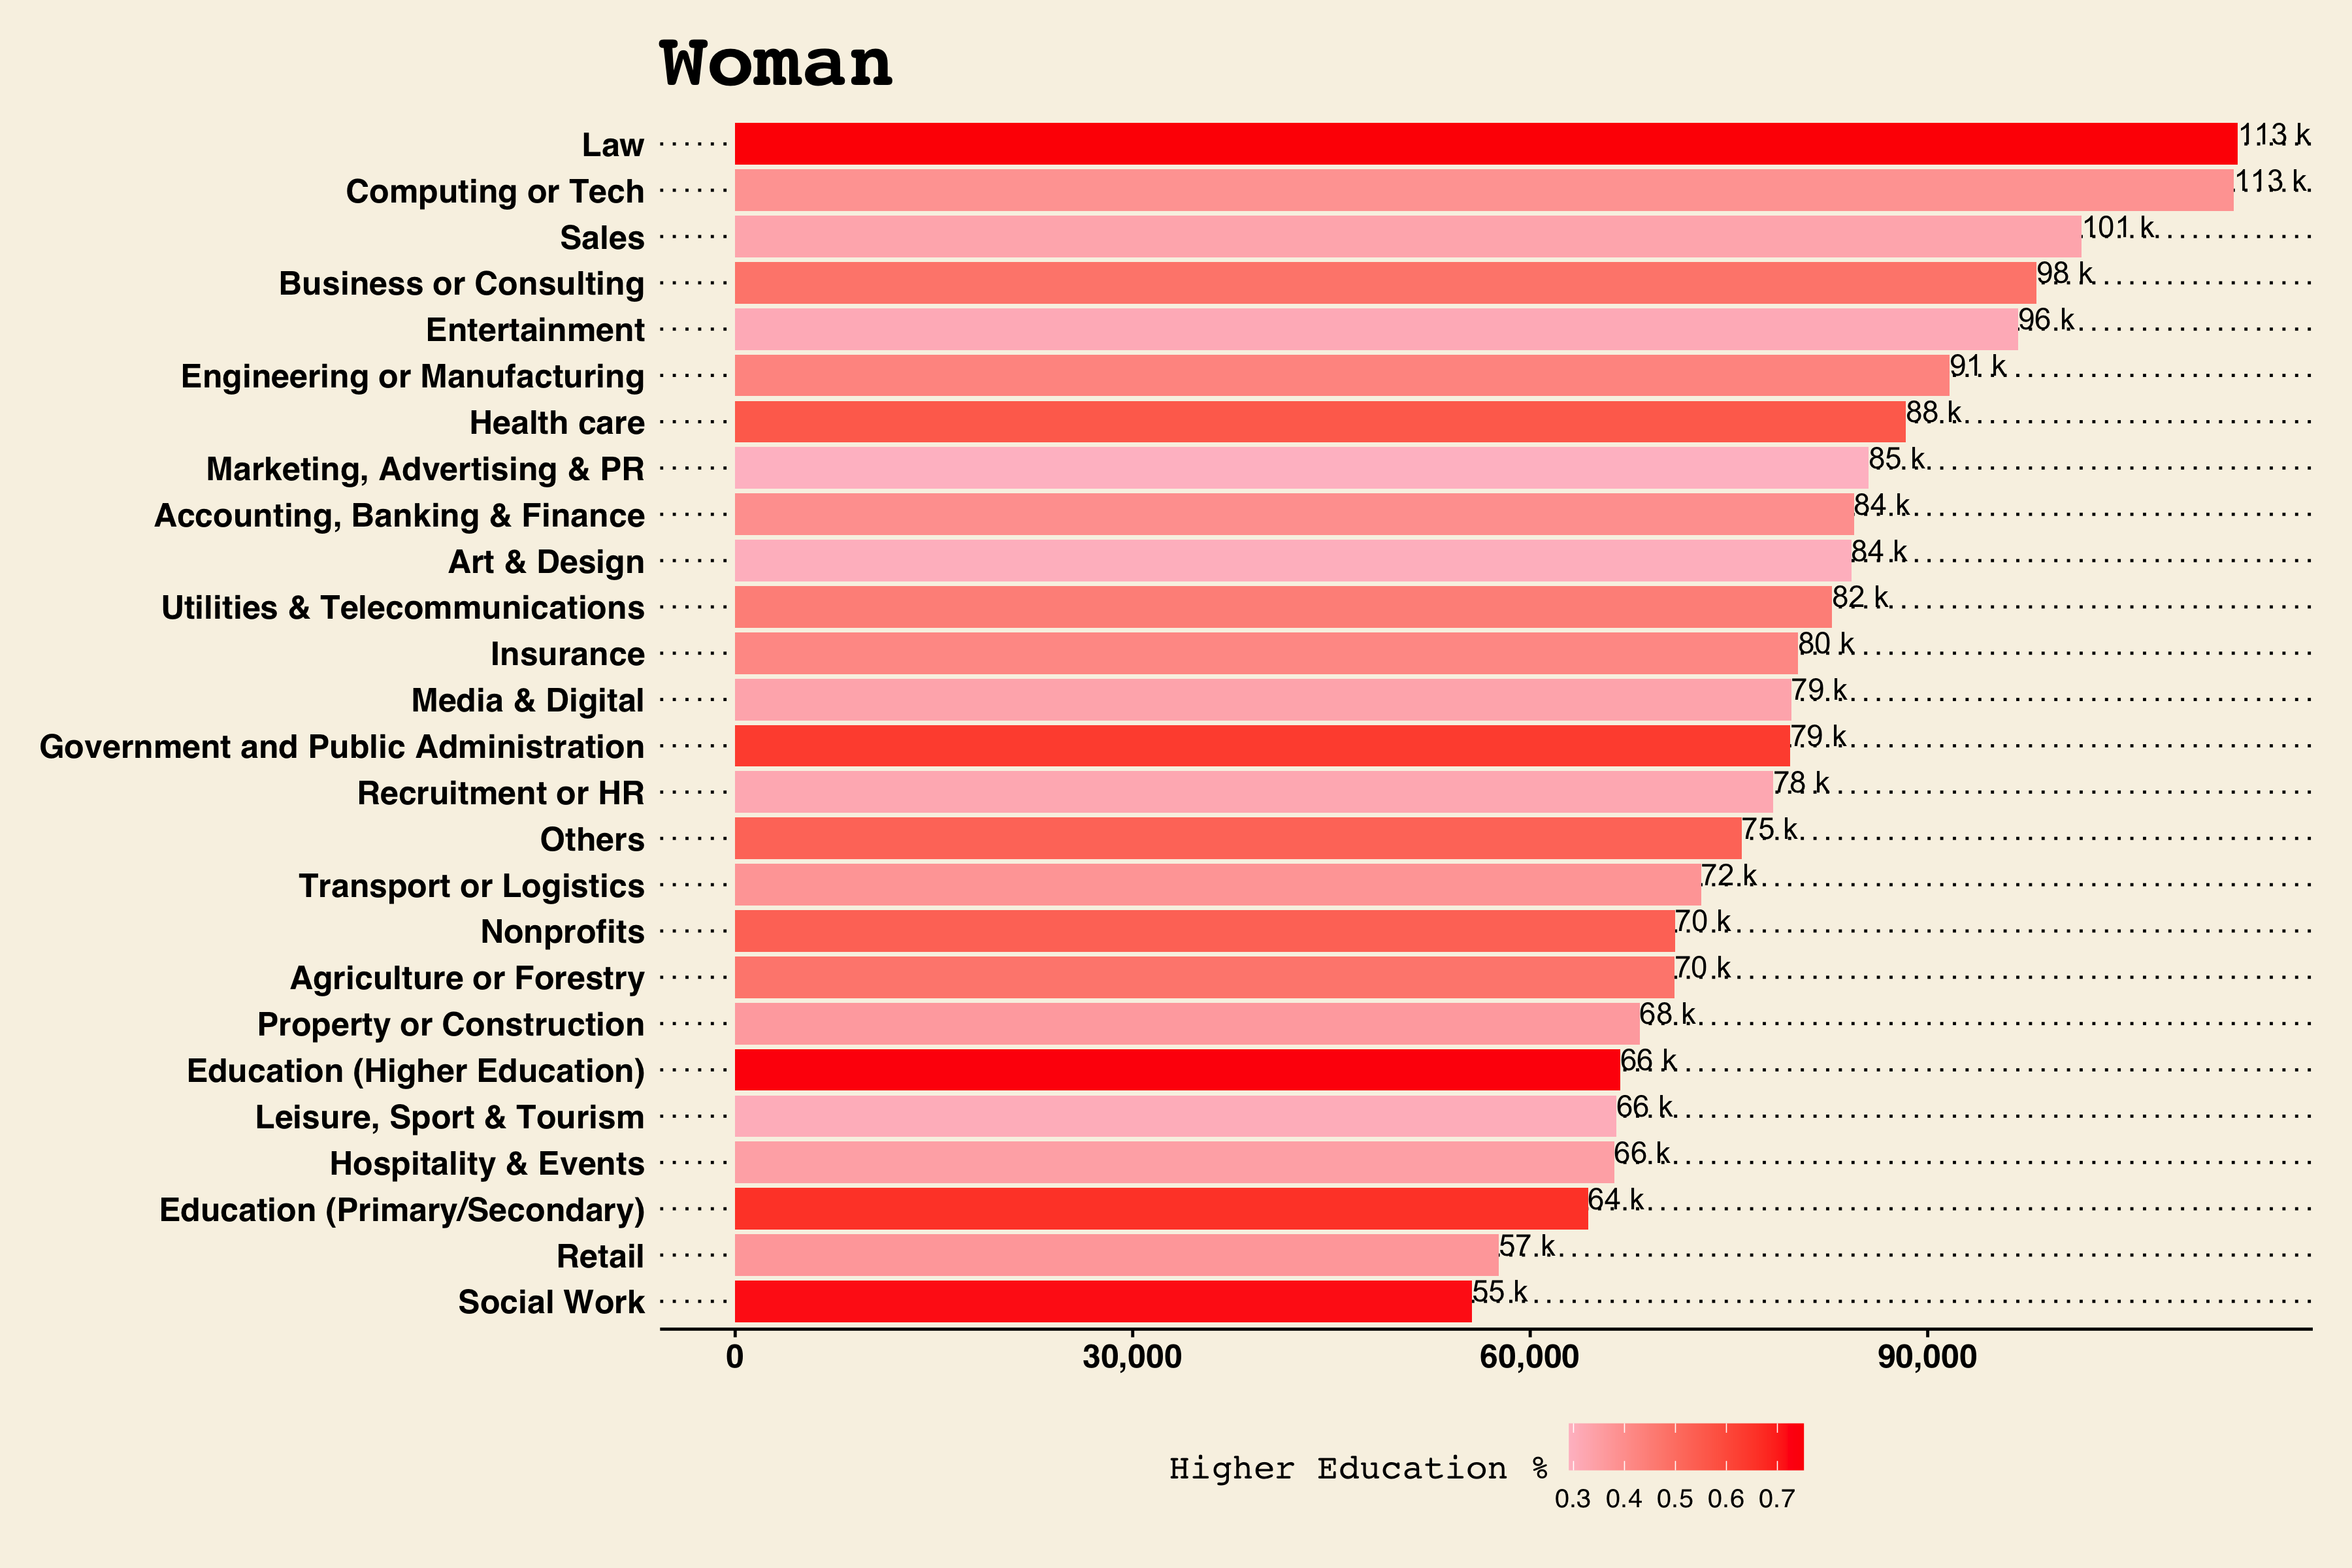 Woman
Law 113 k
Computing or Tech 113 k
Sales 101 k
Business or Consulting 98 k
Entertainment 96 k
Engineering or Manufacturing 91 k
Health care 88 k
Marketing, Advertising & PR 85 k
Accounting, Banking & Finance 84 k
Art & Design 84 k
Utilities & Telecommunications 82 k
Insurance 80 k
Media & Digital 79 k
Government and Public Administration 79 k
Recruitment or HR 78 k
Others 75 k
Transport or Logistics 72 k
Nonprofits 70 k
Agriculture or Forestry 70 k
Property or Construction 68 k
Education (Higher Education) 66 k
Leisure, Sport & Tourism 66 k
Hospitality & Events 66 k
Education (Primary/Secondary) 64 k
Retail 57 k
Social Work 55 k
0 30,000 60,000 90,000
Higher Education %
0.3 0.4 0.5 0.6 0.7